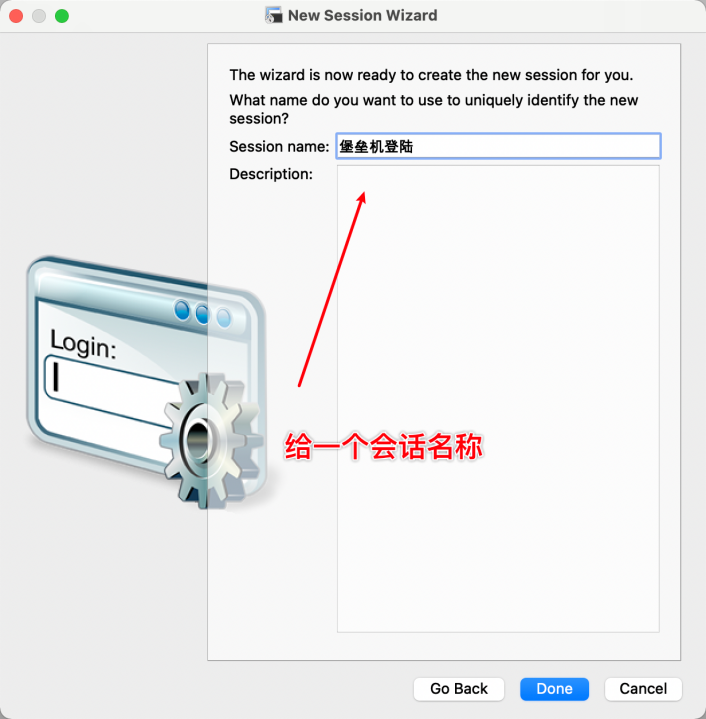 New Session Wizard
The wizard is now ready to create the new session for you.
What name do you want to use to uniquely identify the new
session?
Session name: 堡垒机登陆
Description:
Login:
给一个会话名称
Go Back Done Cancel